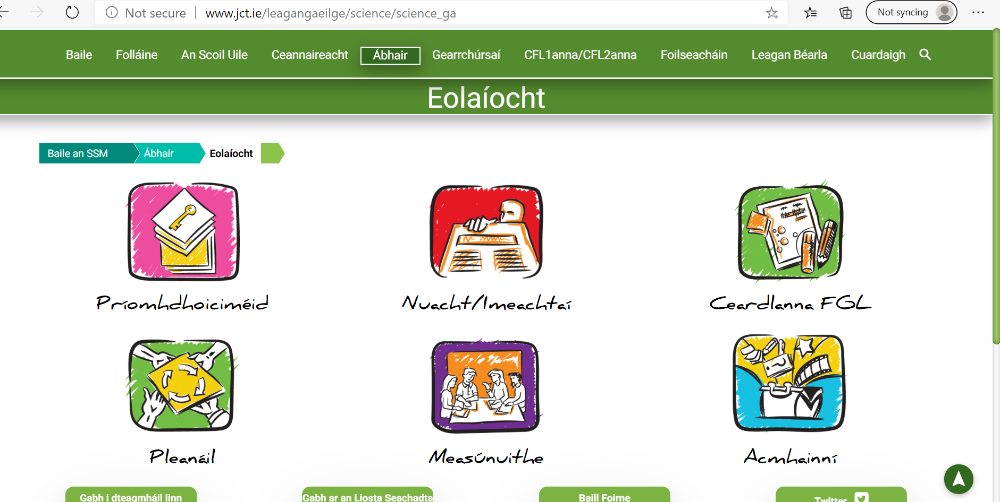 Not secure | www.jct.ie/leagangaeilge/science/science_ga
Not syncing
Baile Folláine An Scoil Uile Ceannaireacht Ábhair Gearrchúrsaí CFL1anna/CFL2anna Foilseacháin Leagan Béarla Cuardaigh
Eolaíocht
Baile an SSM Ábhair Eolaíocht
Príomhdhoiciméid Nuacht/Imeachtaí Ceardlanna FGL
Pleanáil Measúnuithe Acmhainní
Gabh i dteagmháil linn Gabh ar an Liosta Seachadta Baill Foirne Twitter